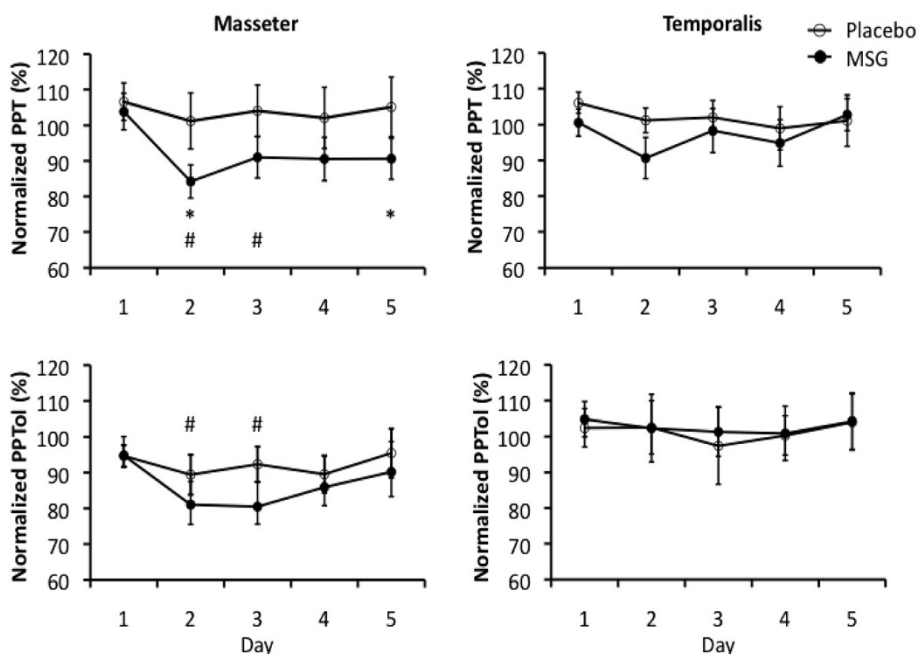 Masseter
Temporalis
Placebo
MSG
Normalized PPT (%)
120
110
100
90
80
70
60
*
*
#
#
1 2 3 4 5
Normalized PPT (%)
120
110
100
90
80
70
60
1 2 3 4 5
Normalized PPTol (%)
120
110
100
90
80
70
60
#
#
1 2 3 4 5
Day
Normalized PPTol (%)
120
110
100
90
80
70
60
1 2 3 4 5
Day